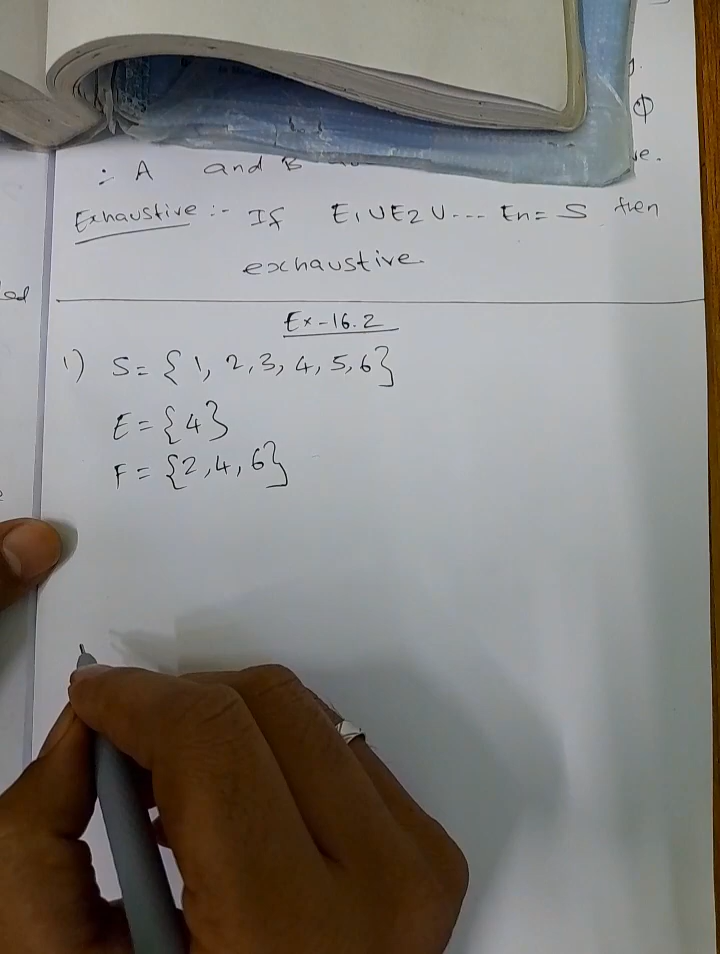 ϕ
∴ A and B ve.
Exhaustive :- If E1 ∪ E2 ∪ --- En = S then
exhaustive.
Ex-16.2
1) S = { 1, 2, 3, 4, 5, 6}
E = {4}
F = {2, 4, 6}